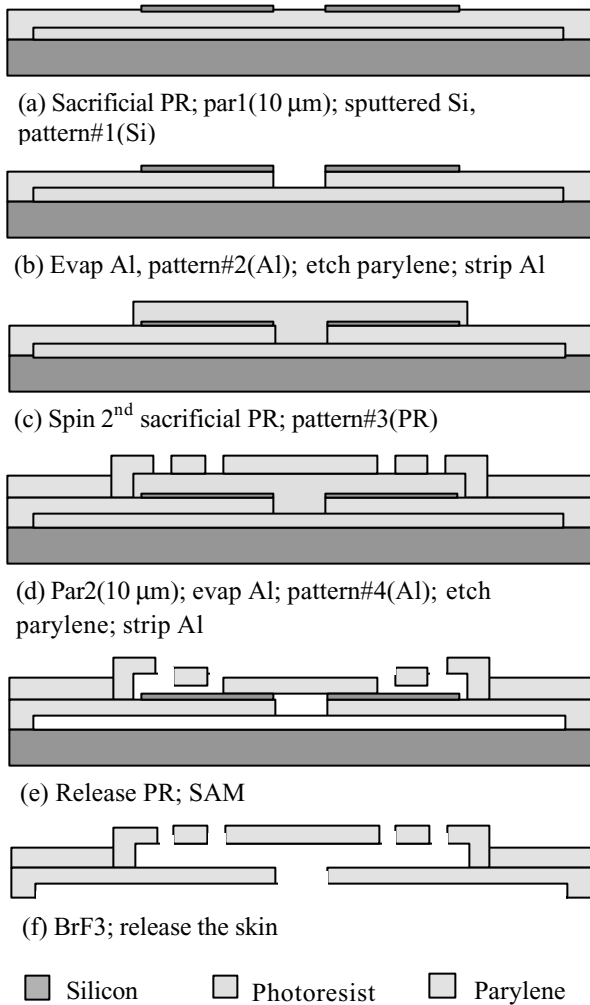 (a) Sacrificial PR; par1(10 μm); sputtered Si,
pattern#1(Si)
(b) Evap Al, pattern#2(Al); etch parylene; strip Al
(c) Spin 2nd sacrificial PR; pattern#3(PR)
(d) Par2(10 μm); evap Al; pattern#4(Al); etch
parylene; strip Al
(e) Release PR; SAM
(f) BrF3; release the skin
Silicon Photoresist Parylene